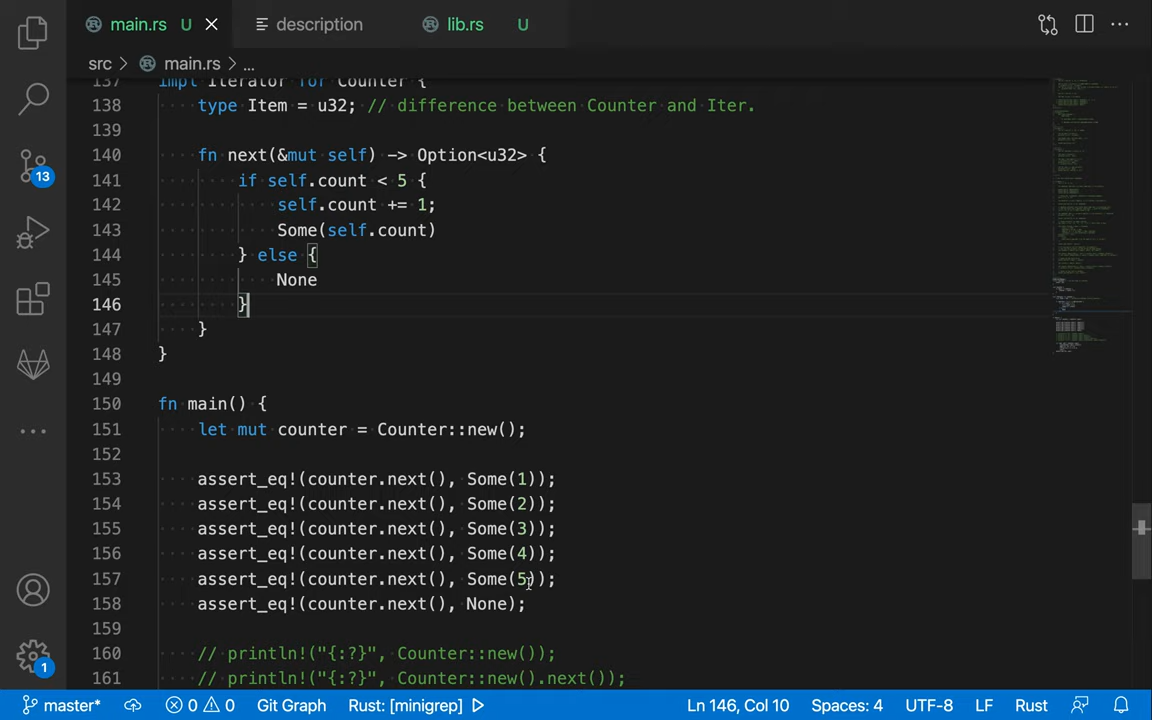 main.rs U
description
lib.rs U
src > main.rs > ...
137 impl Iterator for Counter {
138 type Item = u32; // difference between Counter and Iter.
139
140 fn next(&mut self) -> Option<u32> {
141 if self.count < 5 {
142 self.count += 1;
143 Some(self.count)
144 } else {
145 None
146 }
147 }
148 }
149
150 fn main() {
151 let mut counter = Counter::new();
152
153 assert_eq!(counter.next(), Some(1));
154 assert_eq!(counter.next(), Some(2));
155 assert_eq!(counter.next(), Some(3));
156 assert_eq!(counter.next(), Some(4));
157 assert_eq!(counter.next(), Some(5));
158 assert_eq!(counter.next(), None);
159
160 // println!("{:?}", Counter::new());
161 // println!("{:?}", Counter::new().next());
13
1
master* 0 0 Git Graph Rust: [minigrep] Ln 146, Col 10 Spaces: 4 UTF-8 LF Rust